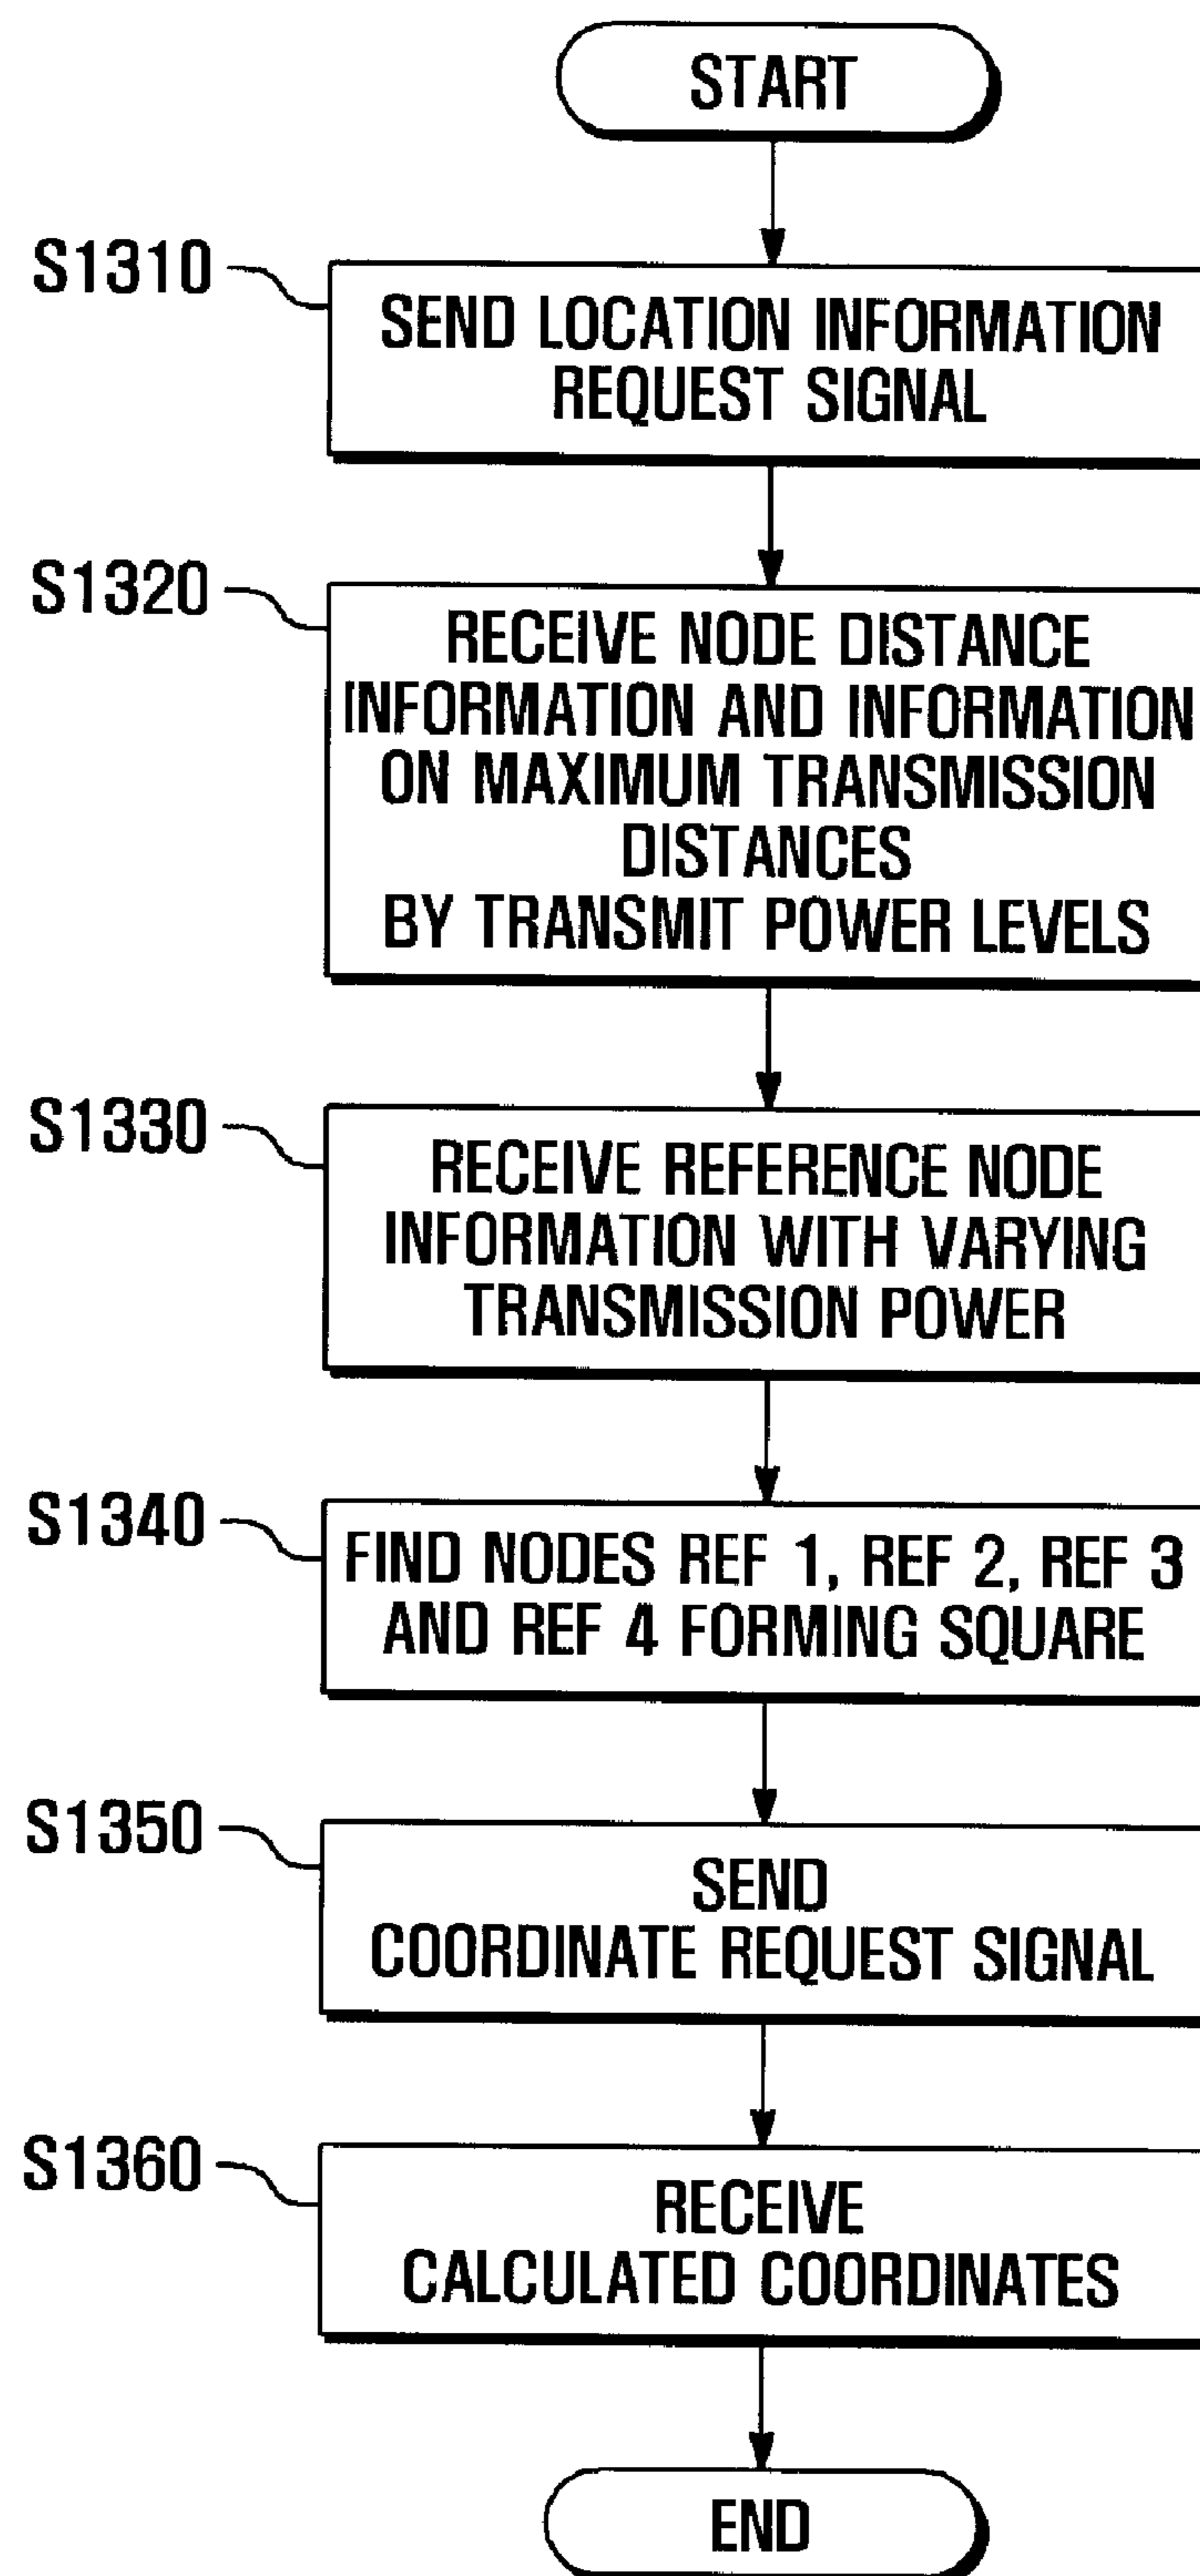 START
S1310
SEND LOCATION INFORMATION
REQUEST SIGNAL
S1320
RECEIVE NODE DISTANCE
INFORMATION AND INFORMATION
ON MAXIMUM TRANSMISSION
DISTANCES
BY TRANSMIT POWER LEVELS
S1330
RECEIVE REFERENCE NODE
INFORMATION WITH VARYING
TRANSMISSION POWER
S1340
FIND NODES REF 1, REF 2, REF 3
AND REF 4 FORMING SQUARE
S1350
SEND
COORDINATE REQUEST SIGNAL
S1360
RECEIVE
CALCULATED COORDINATES
END